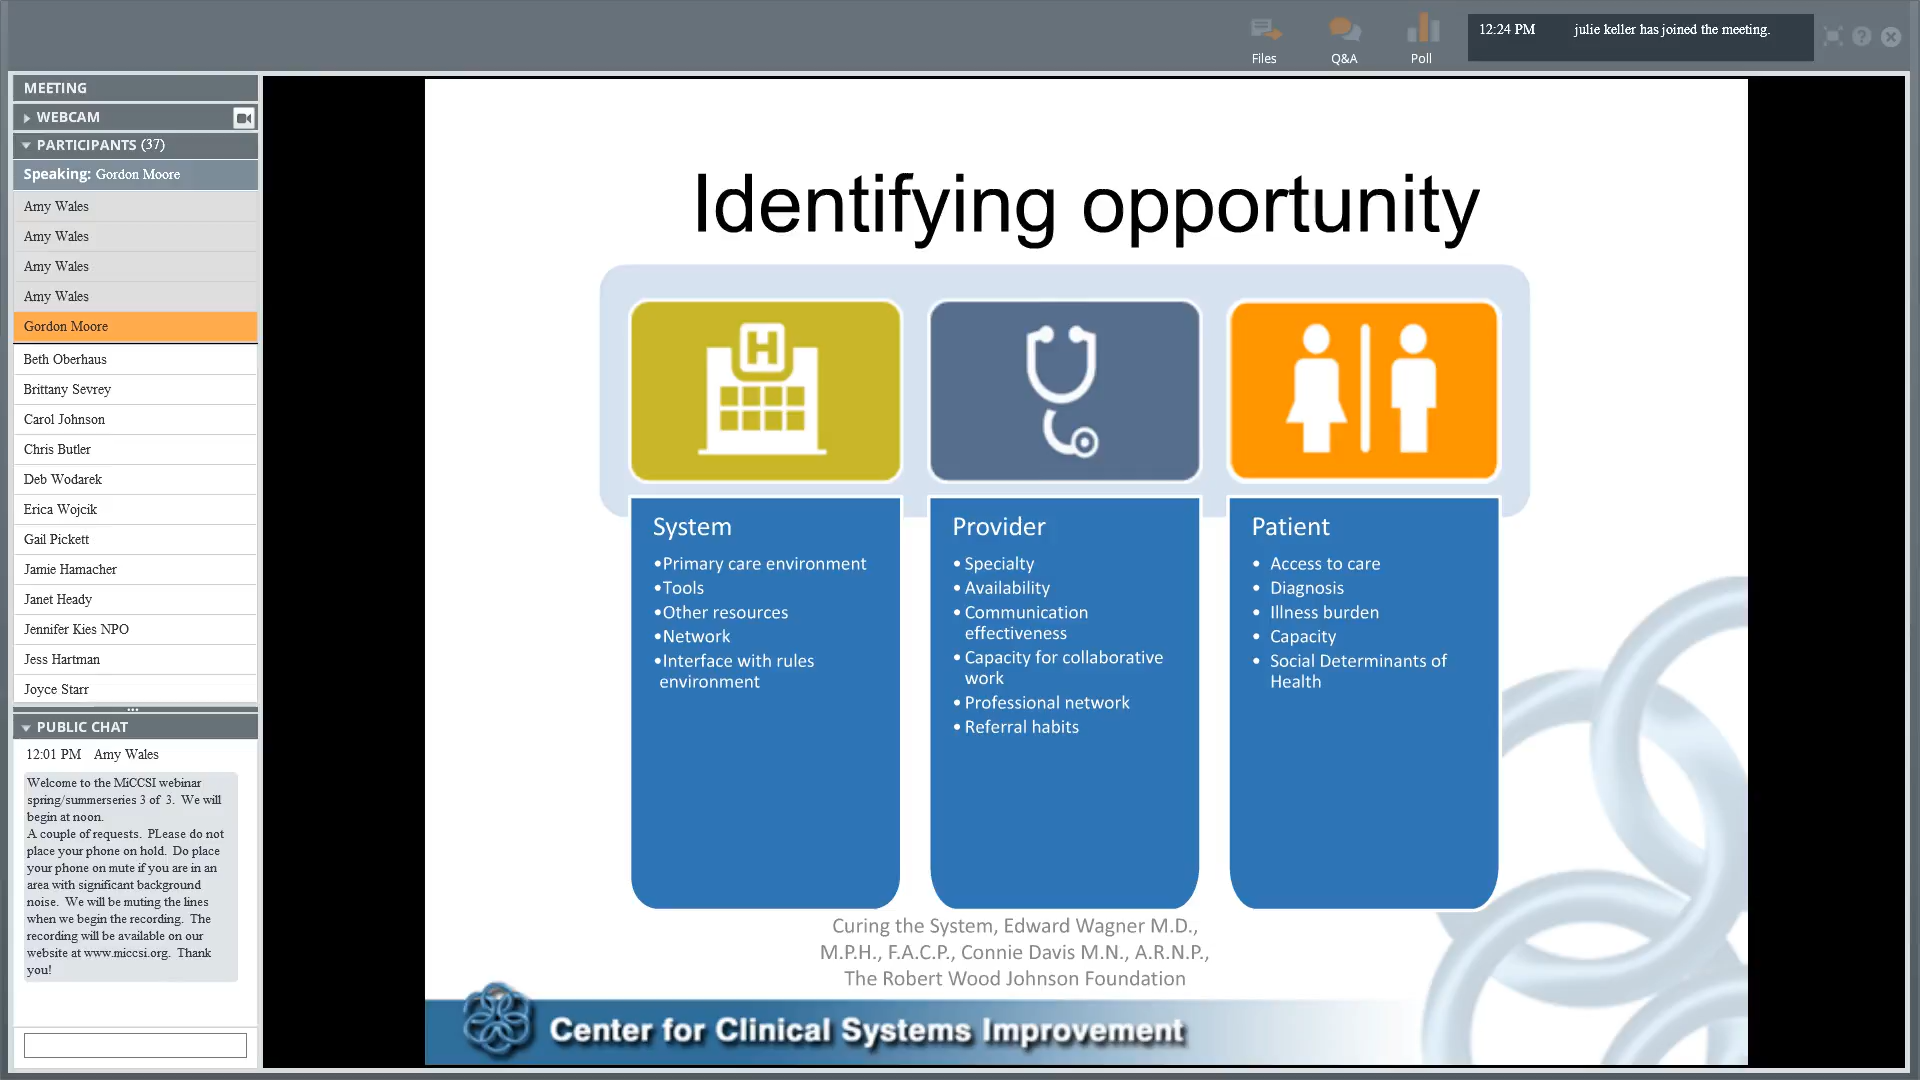 Files
Q&A
Poll
12:24 PM julie keller has joined the meeting.
?
MEETING
WEBCAM
PARTICIPANTS (37)
Speaking: Gordon Moore
Amy Wales
Amy Wales
Amy Wales
Amy Wales
Gordon Moore
Beth Oberhaus
Brittany Sevrey
Carol Johnson
Chris Butler
Deb Wodarek
Erica Wojcik
Gail Pickett
Jamie Hamacher
Janet Heady
Jennifer Kies NPO
Jess Hartman
Joyce Starr
PUBLIC CHAT
12:01 PM Amy Wales
Welcome to the MiCCSI webinar
spring/summerseries 3 of 3. We will
begin at noon.
A couple of requests. PLease do not
place your phone on hold. Do place
your phone on mute if you are in an
area with significant background
noise. We will be muting the lines
when we begin the recording. The
recording will be available on our
website at www.miccsi.org. Thank
you!
Identifying opportunity
H
System
•Primary care environment
•Tools
•Other resources
•Network
•Interface with rules
environment
Provider
• Specialty
• Availability
• Communication
effectiveness
• Capacity for collaborative
work
• Professional network
• Referral habits
Patient
• Access to care
• Diagnosis
• Illness burden
• Capacity
• Social Determinants of
Health
Curing the System, Edward Wagner M.D.,
M.P.H., F.A.C.P., Connie Davis M.N., A.R.N.P.,
The Robert Wood Johnson Foundation
Center for Clinical Systems Improvement